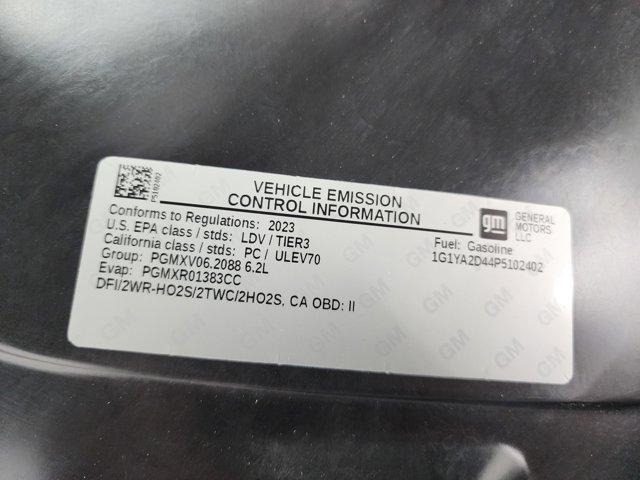 P5102402
VEHICLE EMISSION
CONTROL INFORMATION
gm
GENERAL
MOTORS
LLC
Conforms to Regulations: 2023
U.S. EPA class / stds: LDV / TIER3
California class / stds: PC / ULEV70
Group: PGMXV06.2088 6.2L
Evap: PGMXR01383CC
DFI/2WR-HO2S/2TWC/2HO2S, CA OBD: II
Fuel: Gasoline
1G1YA2D44P5102402